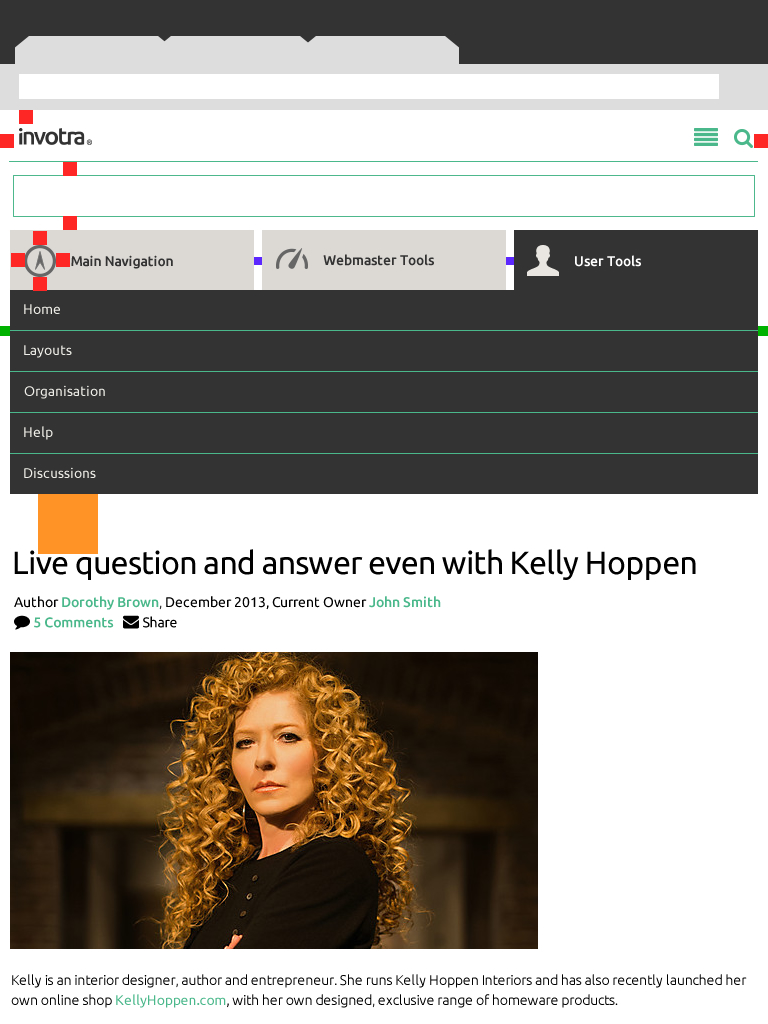 invotra®
Main Navigation
Webmaster Tools
User Tools
Home
Layouts
Organisation
Help
Discussions
Live question and answer even with Kelly Hoppen
Author Dorothy Brown, December 2013, Current Owner John Smith
5 Comments Share
Kelly is an interior designer, author and entrepreneur. She runs Kelly Hoppen Interiors and has also recently launched her
own online shop KellyHoppen.com, with her own designed, exclusive range of homeware products.